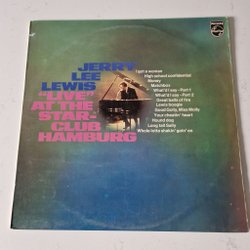 JERRY
LEE
LEWIS
"LIVE"
AT THE
STAR-
CLUB
HAMBURG
I got a woman
High school confidential
Money
Matchbox
What'd I say - Part 1
What'd I say - Part 2
Great balls of fire
Lewis boogie
Good Golly, Miss Molly
Your cheatin' heart
Hound dog
Long tall Sally
Whole lotta shakin' goin' on